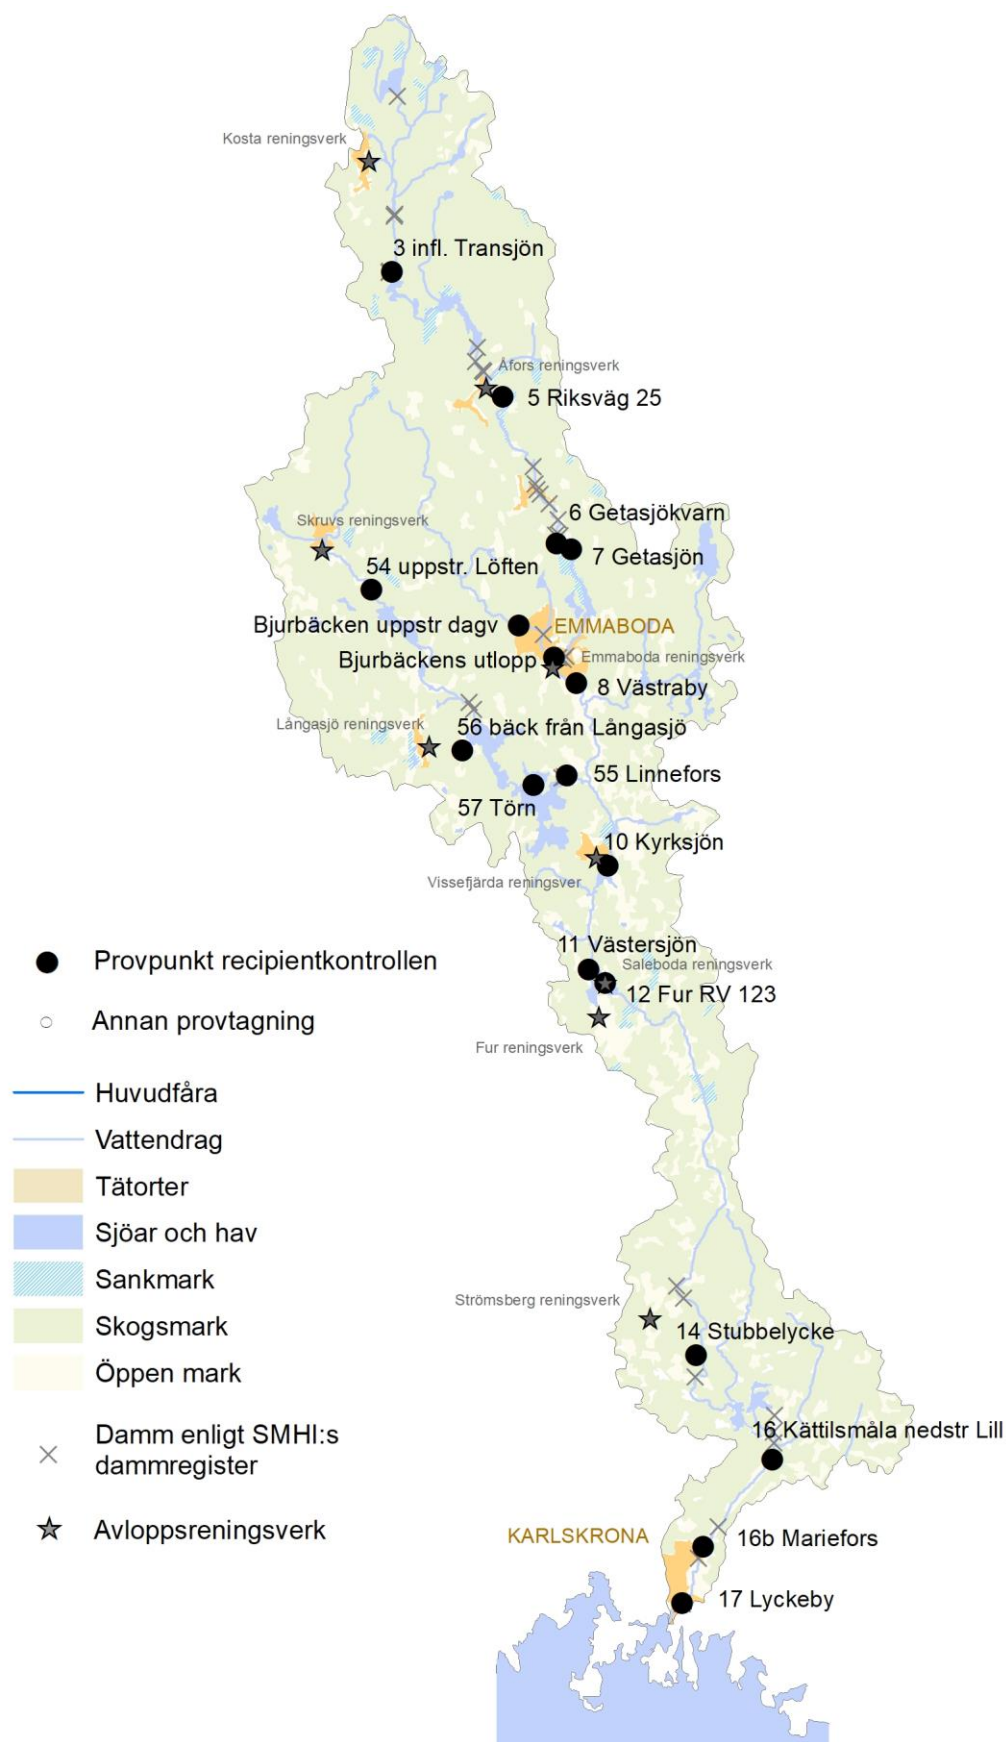 Kosta reningsverk
3 infl. Transjön
Åfors reningsverk
5 Riksväg 25
Skruvs reningsverk
6 Getasjökvarn
7 Getasjön
54 uppstr. Löften
Bjurbäcken uppstr dagv
EMMABODA
Bjurbäckens utlopp
Emmaboda reningsverk
8 Västraby
Långasjö reningsverk
56 bäck från Långasjö
55 Linnefors
57 Törn
10 Kyrksjön
Vissefjärda reningsver
11 Västersjön
Saleboda reningsverk
12 Fur RV 123
Fur reningsverk
Provpunkt recipientkontrollen
Annan provtagning
Huvudfåra
Vattendrag
Tätorter
Sjöar och hav
Sankmark
Skogsmark
Öppen mark
Damm enligt SMHI:s
dammregister
Avloppsreningsverk
Strömsberg reningsverk
14 Stubbelycke
16 Kättilsmåla nedstr Lill
KARLSKRONA
16b Mariefors
17 Lyckeby